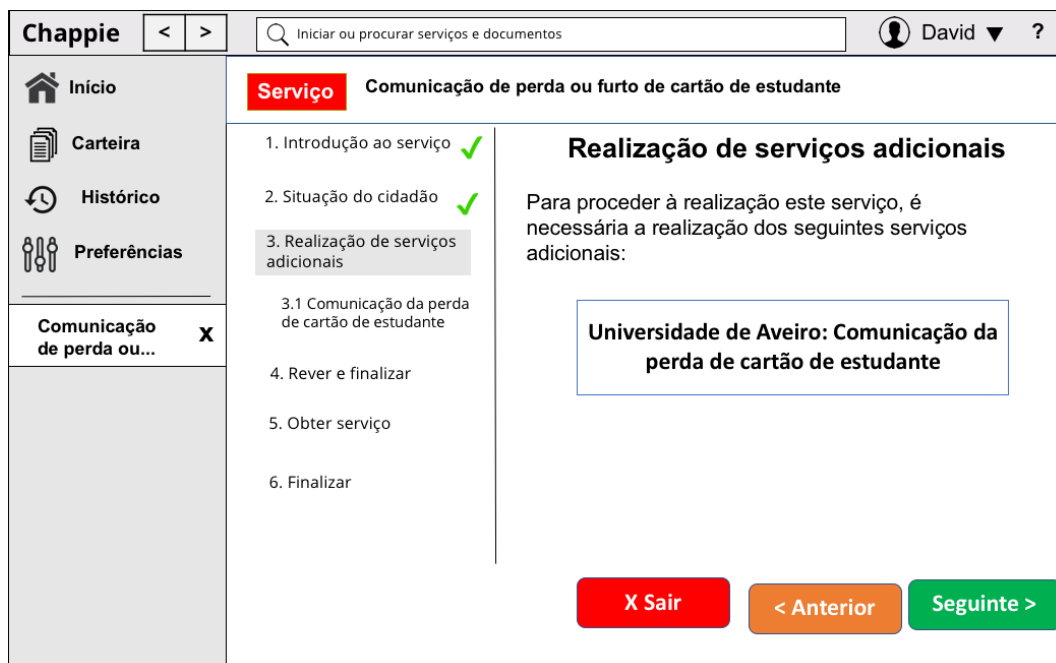 Chappie < > Iniciar ou procurar serviços e documentos David ▼ ?
Início
Carteira
Histórico
Preferências
Comunicação
de perda ou...
X
Serviço Comunicação de perda ou furto de cartão de estudante
1. Introdução ao serviço
2. Situação do cidadão
3. Realização de serviços
adicionais
3.1 Comunicação da perda
de cartão de estudante
4. Rever e finalizar
5. Obter serviço
6. Finalizar
Realização de serviços adicionais
Para proceder à realização este serviço, é
necessária a realização dos seguintes serviços
adicionais:
Universidade de Aveiro: Comunicação da
perda de cartão de estudante
X Sair
< Anterior
Seguinte >